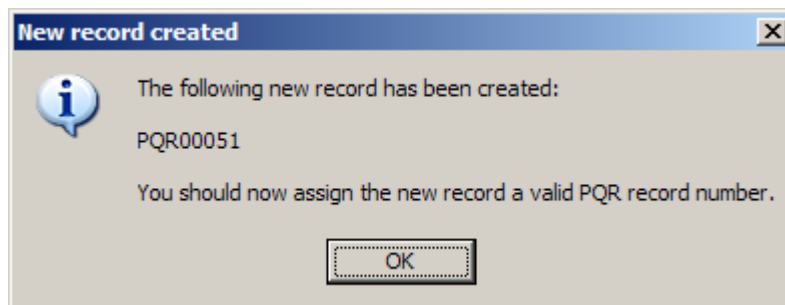 New record created
The following new record has been created:
PQR00051
You should now assign the new record a valid PQR record number.
OK